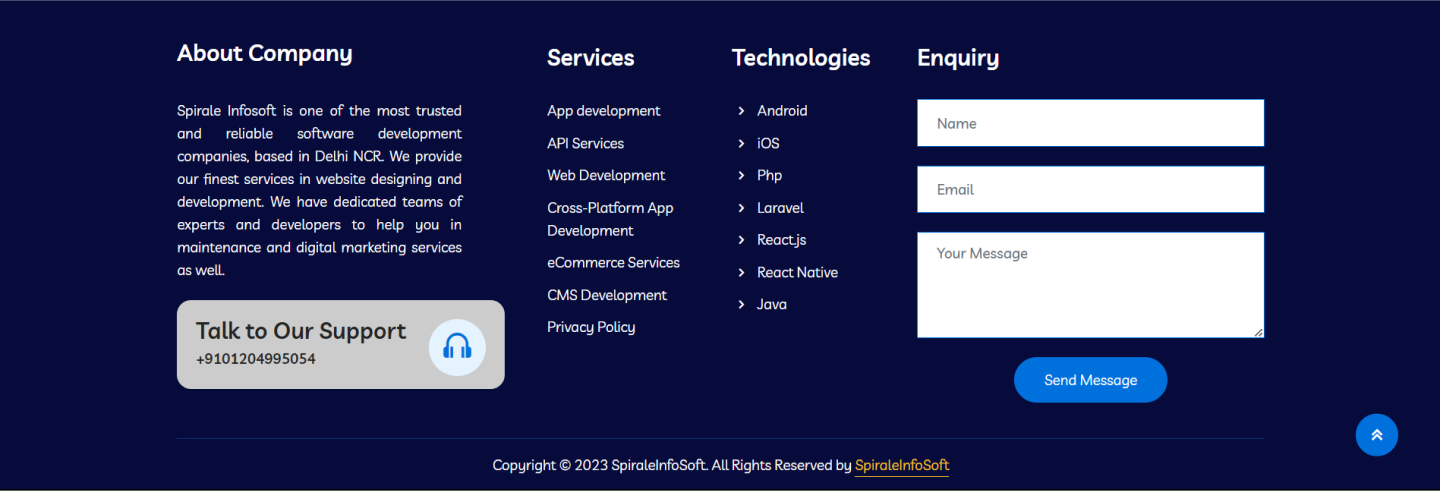 About Company
Spirale Infosoft is one of the most trusted
and reliable software development
companies, based in Delhi NCR. We provide
our finest services in website designing and
development. We have dedicated teams of
experts and developers to help you in
maintenance and digital marketing services
as well.
Talk to Our Support
+9101204995054
Services
App development
API Services
Web Development
Cross-Platform App
Development
eCommerce Services
CMS Development
Privacy Policy
Technologies
Android
iOS
Php
Laravel
React.js
React Native
Java
Enquiry
Name
Email
Your Message
Send Message
Copyright © 2023 SpiraleInfoSoft. All Rights Reserved by SpiraleInfoSoft